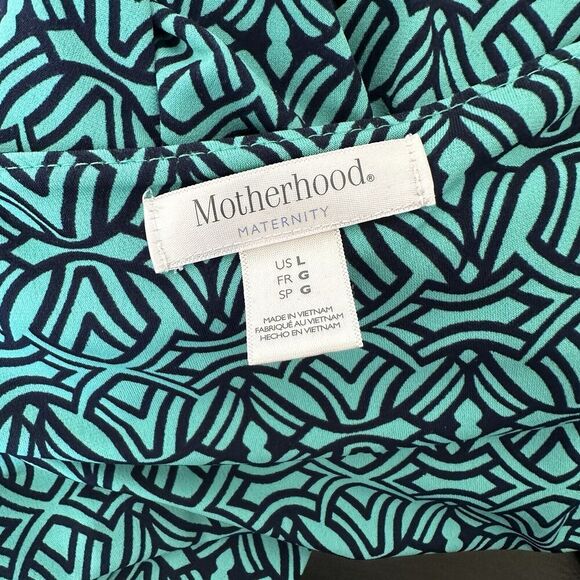 Motherhood®
MATERNITY
US L
FR G
SP G
MADE IN VIETNAM
FABRIQUÉ AU VIETNAM
HECHO EN VIETNAM